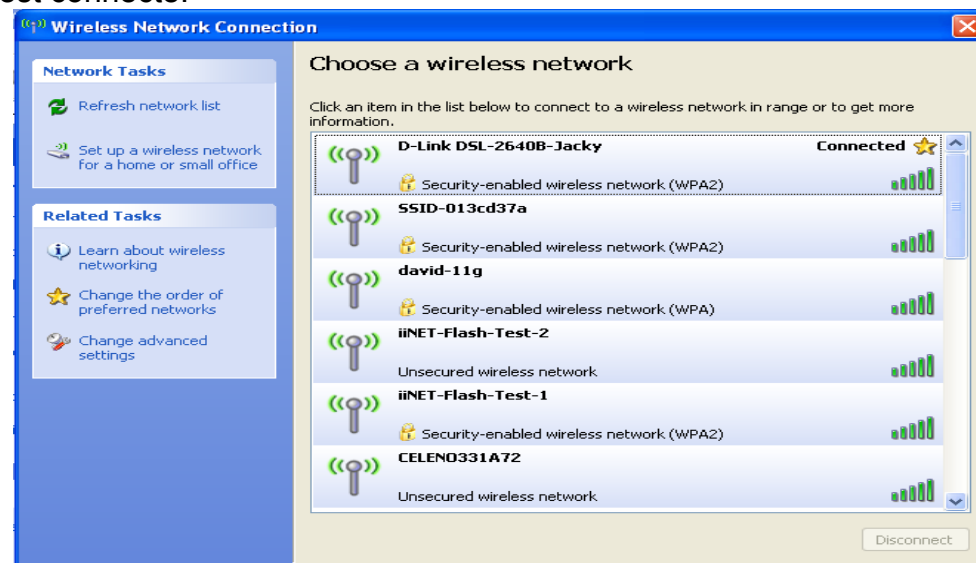 Wireless Network Connection
Network Tasks
Refresh network list
Set up a wireless network
for a home or small office
Related Tasks
Learn about wireless
networking
Change the order of
preferred networks
Change advanced
settings
Choose a wireless network
Click an item in the list below to connect to a wireless network in range or to get more
information.
D-Link DSL-2640B-Jacky Connected
Security-enabled wireless network (WPA2)
SSID-013cd37a
Security-enabled wireless network (WPA2)
david-11g
Security-enabled wireless network (WPA)
iiNET-Flash-Test-2
Unsecured wireless network
iiNET-Flash-Test-1
Security-enabled wireless network (WPA2)
CELENO331A72
Unsecured wireless network
Disconnect